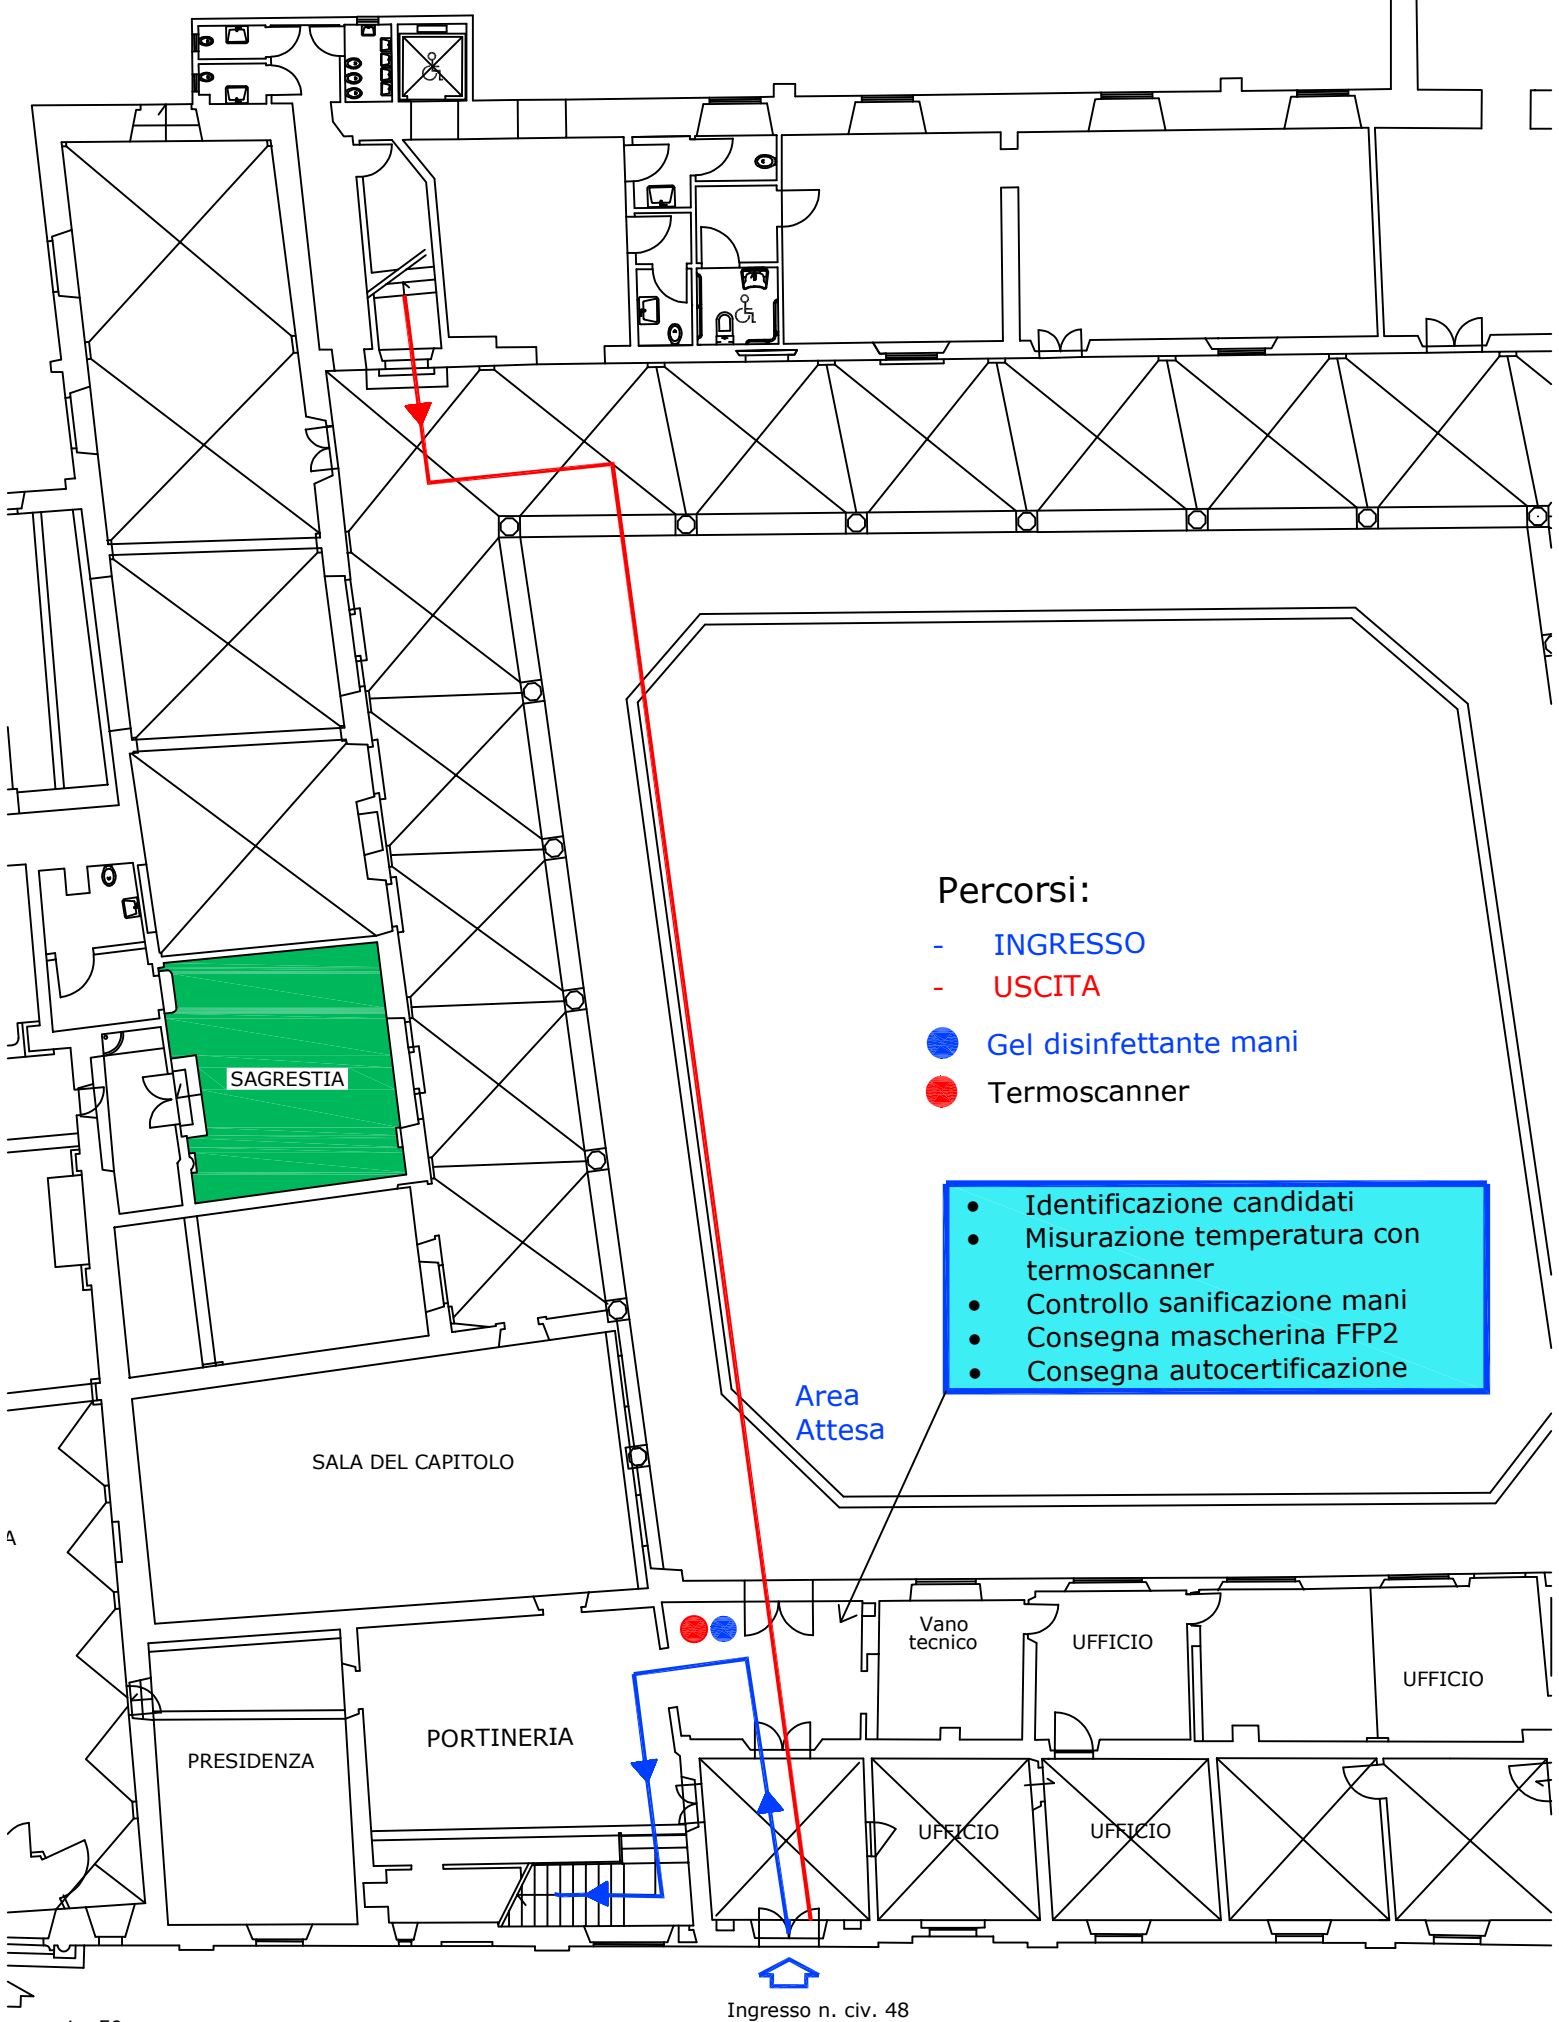 Percorsi:
- INGRESSO
- USCITA
Gel disinfettante mani
SAGRESTIA
Termoscanner
• Identificazione candidati
• Misurazione temperatura con
termoscanner
• Controllo sanificazione mani
• Consegna mascherina FFP2
• Consegna autocertificazione
Area
Attesa
SALA DEL CAPITOLO
A
Vano
tecnico
UFFICIO
UFFICIO
PORTINERIA
PRESIDENZA
UFFICIO
UFFICIO
Ingresso n. civ. 48